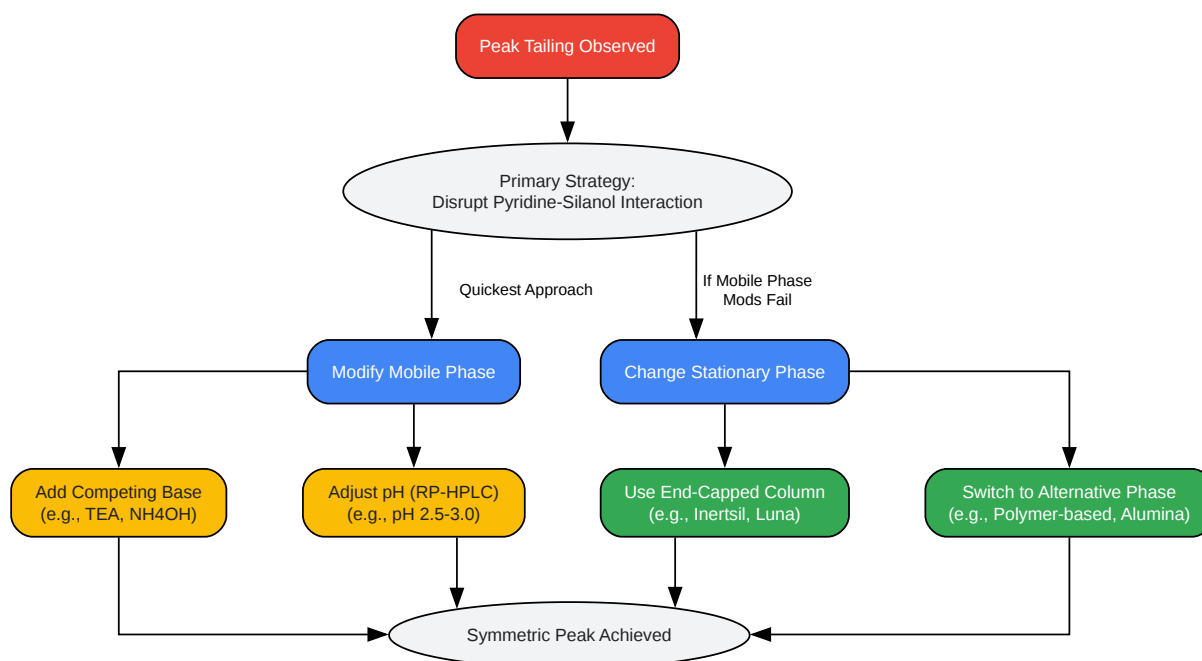 Peak Tailing Observed
Primary Strategy:
Disrupt Pyridine-Silanol Interaction
Quickest Approach
If Mobile Phase
Mods Fail
Modify Mobile Phase
Change Stationary Phase
Add Competing Base
(e.g., TEA, NH4OH)
Adjust pH (RP-HPLC)
(e.g., pH 2.5-3.0)
Use End-Capped Column
(e.g., Inertsil, Luna)
Switch to Alternative Phase
(e.g., Polymer-based, Alumina)
Symmetric Peak Achieved